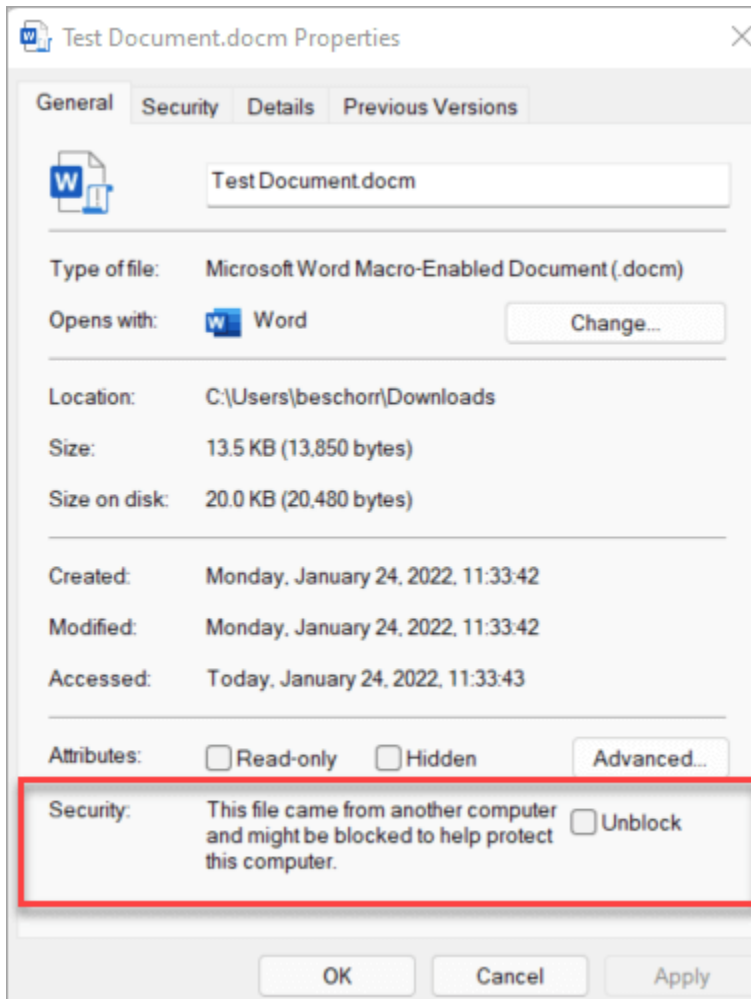 Test Document.docm Properties
General Security Details Previous Versions
Test Document.docm
Type of file: Microsoft Word Macro-Enabled Document (.docm)
Opens with: Word Change...
Location: C:\Users\beschorr\Downloads
Size: 13.5 KB (13,850 bytes)
Size on disk: 20.0 KB (20,480 bytes)
Created: Monday, January 24, 2022, 11:33:42
Modified: Monday, January 24, 2022, 11:33:42
Accessed: Today, January 24, 2022, 11:33:43
Attributes: Read-only Hidden Advanced...
Security: This file came from another computer
and might be blocked to help protect
this computer.
Unblock
OK Cancel Apply